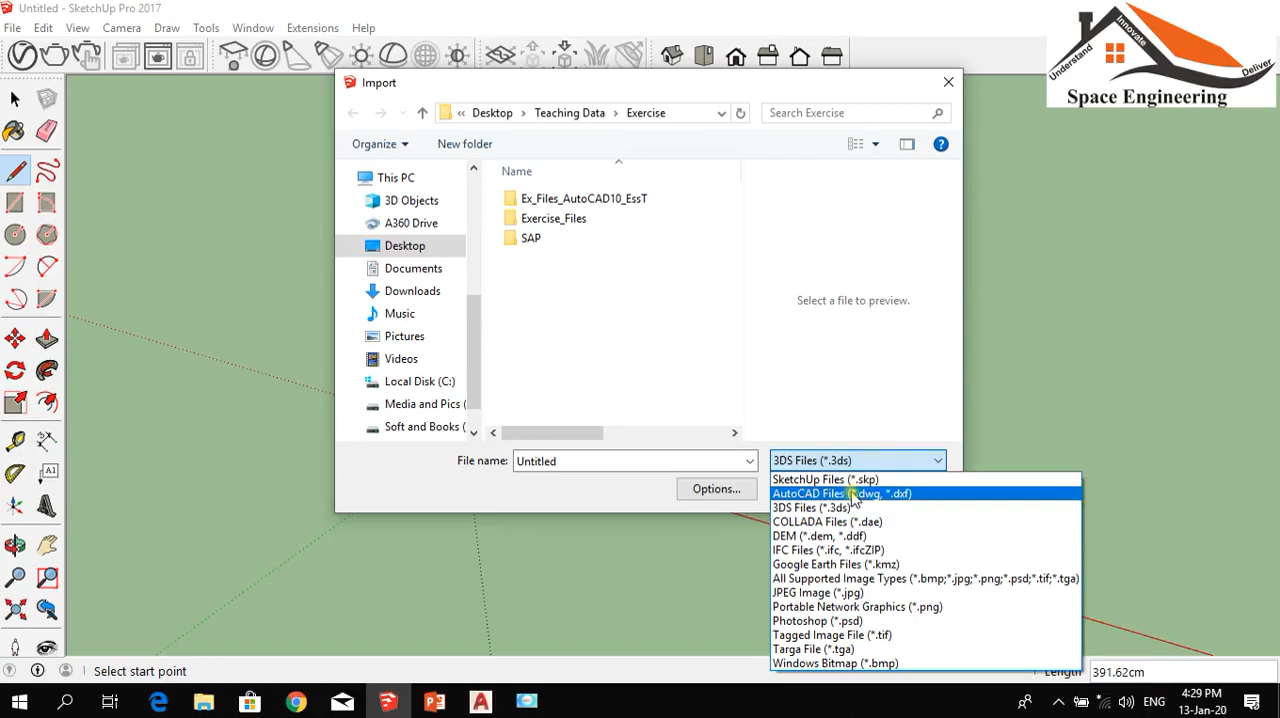 Untitled - SketchUp Pro 2017
File Edit View Camera Draw Tools Window Extensions Help
Understand Innovate Deliver
Space Engineering
Import
« Desktop > Teaching Data > Exercise
Search Exercise
Organize
New folder
This PC
3D Objects
A360 Drive
Desktop
Documents
Downloads
Music
Pictures
Videos
Local Disk (C:)
Media and Pics (
Soft and Books (
Name
Ex_Files_AutoCAD10_EssT
Exercise_Files
SAP
Select a file to preview.
File name: Untitled
3DS Files (*.3ds)
Options...
SketchUp Files (*.skp)
AutoCAD Files (*.dwg, *.dxf)
3DS Files (*.3ds)
COLLADA Files (*.dae)
DEM (*.dem, *.ddf)
IFC Files (*.ifc, *.ifcZIP)
Google Earth Files (*.kmz)
All Supported Image Types (*.bmp;*.jpg;*.png;*.psd;*.tif;*.tga)
JPEG Image (*.jpg)
Portable Network Graphics (*.png)
Photoshop (*.psd)
Tagged Image File (*.tif)
Targa File (*.tga)
Windows Bitmap (*.bmp)
A1
Select start point
Length 391.62cm
ENG
4:29 PM
13-Jan-20